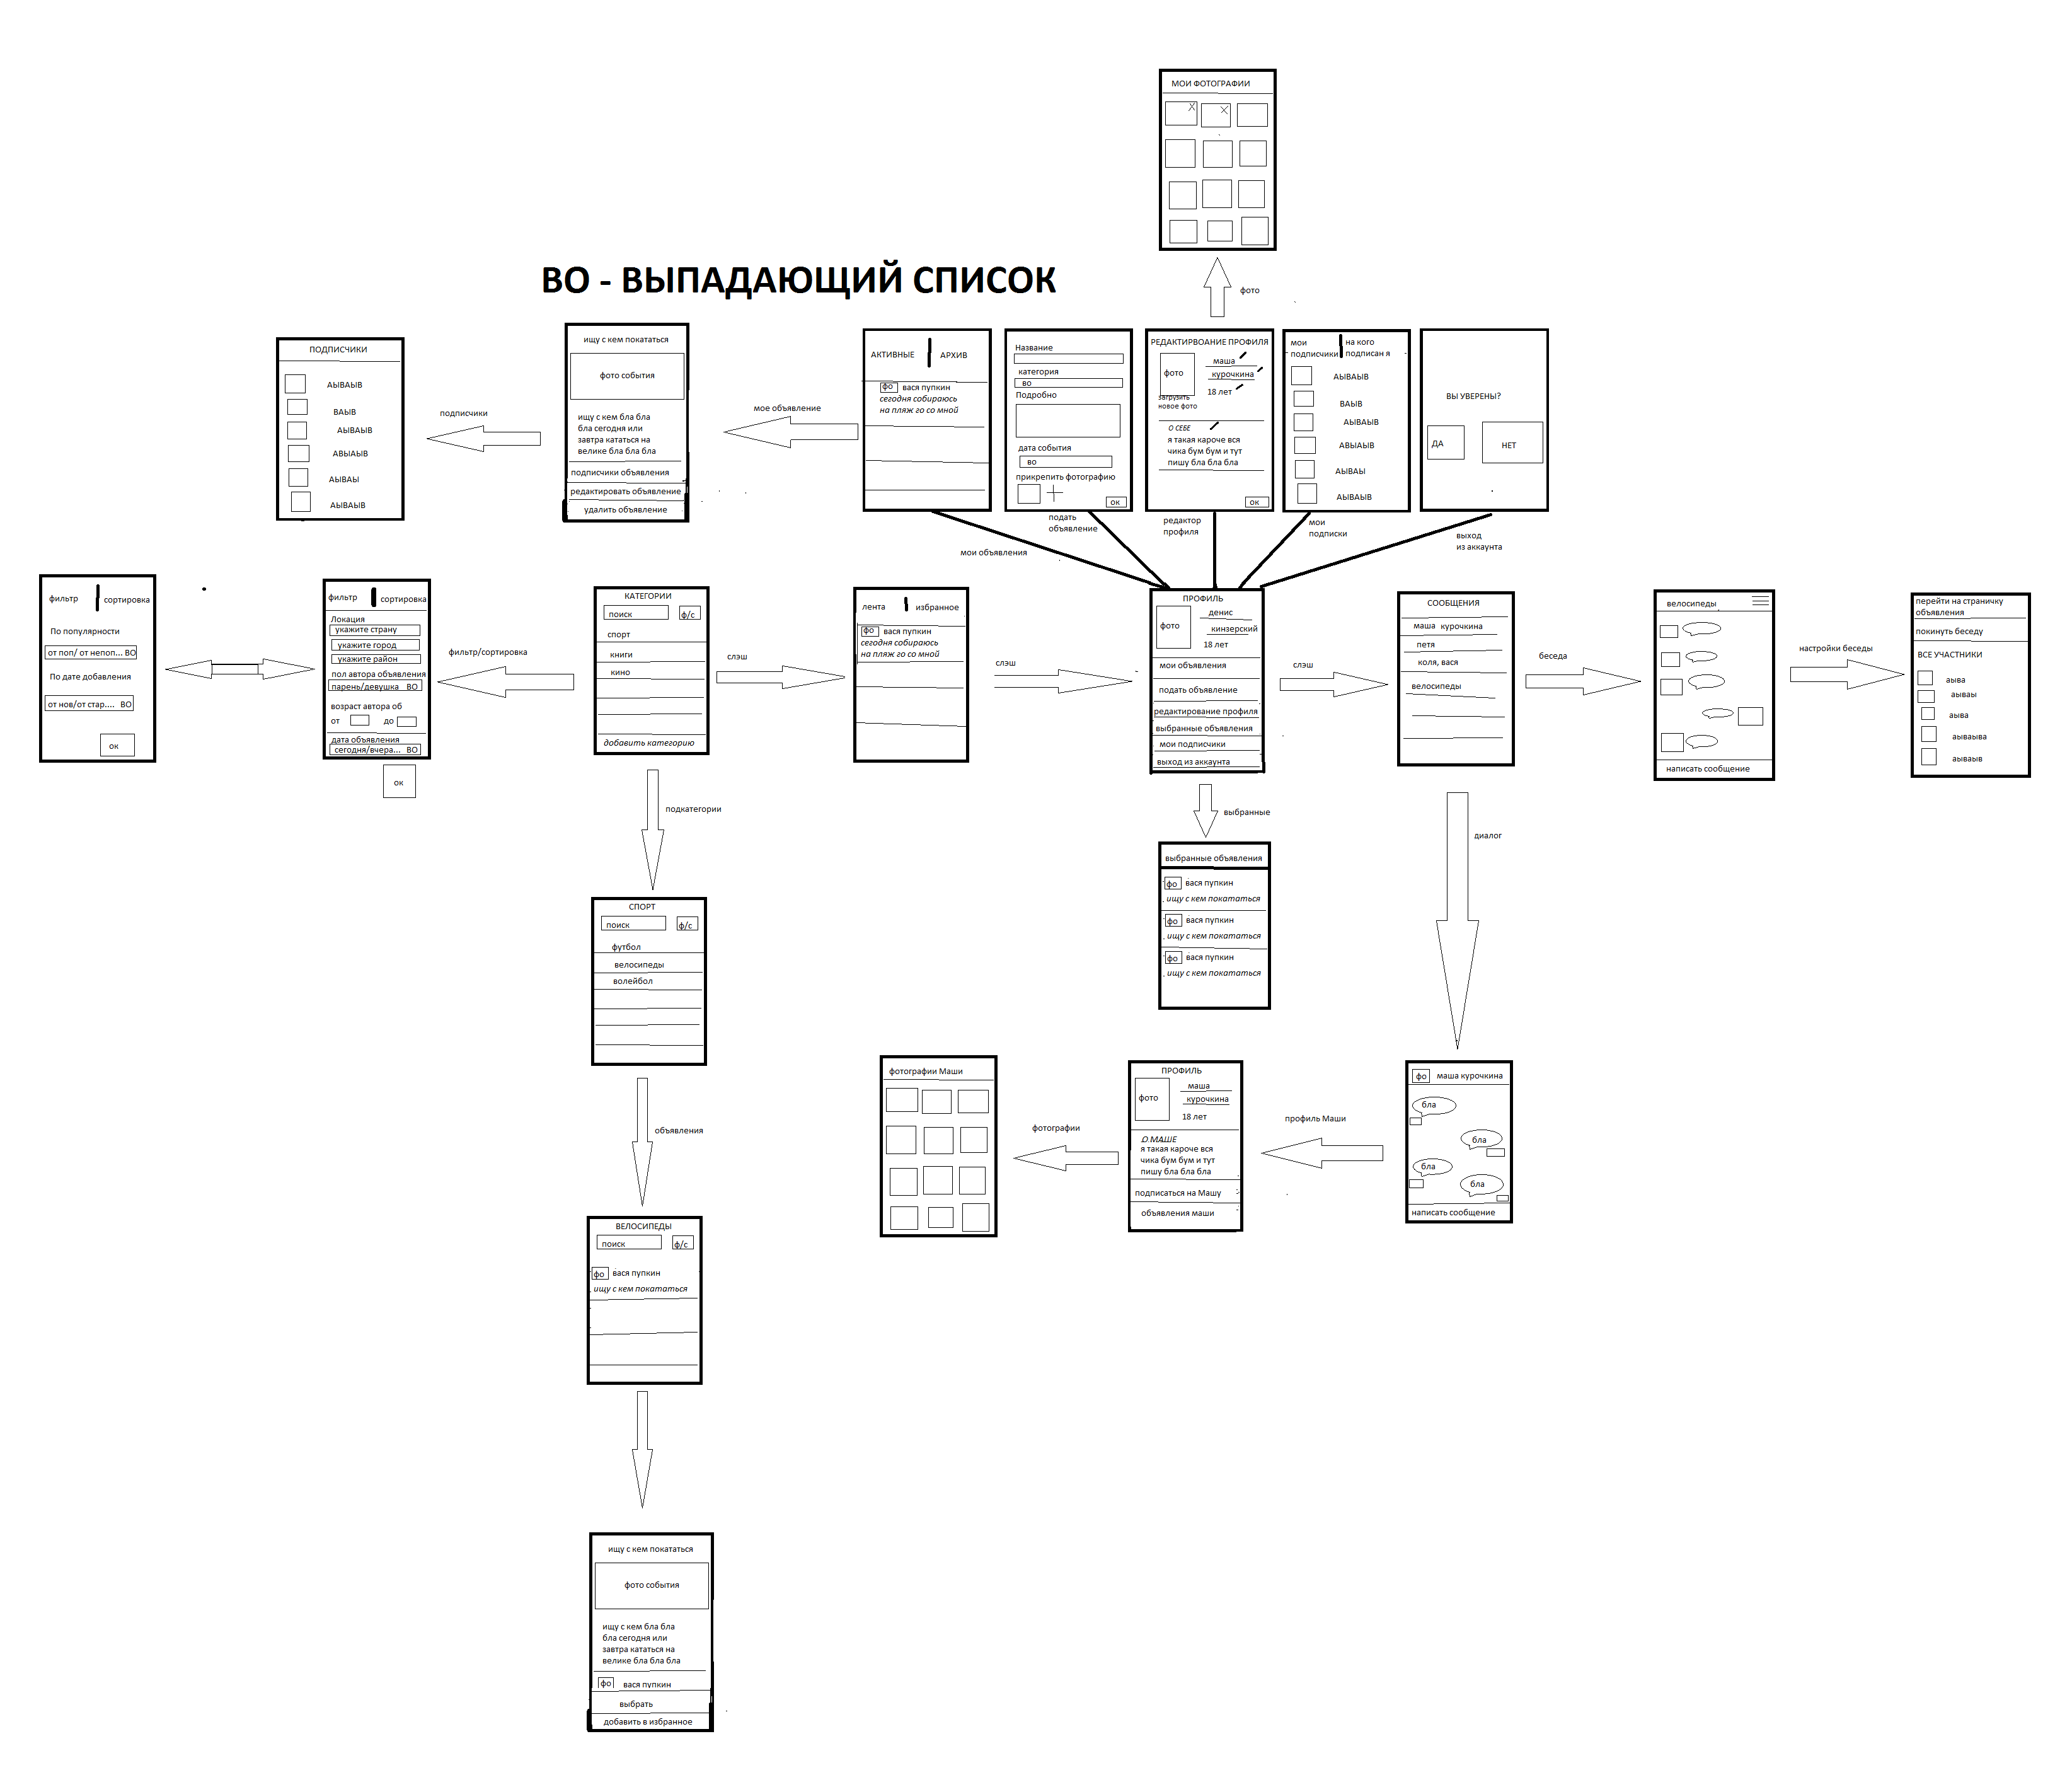 МОИ ФОТОГРАФИИ
X
X
фото
ВО - ВЫПАДАЮЩИЙ СПИСОК
ПОДПИСЧИКИ
АЫВАЫВ
ВАЫВ
АЫВАЫВ
АВЫАЫВ
АЫВАЫ
АЫВАЫВ
подписчики
ищу с кем покататься
фото события
ищу с кем бла бла
бла сегодня или
завтра кататься на
велике бла бла бла
подписчики объявления
редактировать объявление
удалить объявление
мое объявление
АКТИВНЫЕ
АРХИВ
фо
вася пупкин
сегодня собираюсь
на пляж го со мной
Название
категория
во
Подробно
дата события
во
прикрепить фотографию
ок
РЕДАКТИРВОАНИЕ ПРОФИЛЯ
фото
маша
курочкина
18 лет
загрузить
новое фото
О СЕБЕ
я такая кароче вся
чика бум бум и тут
пишу бла бла бла
ок
мои
подписчики
на кого
подписан я
АЫВАЫВ
ВАЫВ
АЫВАЫВ
АВЫАЫВ
АЫВАЫ
АЫВАЫВ
ВЫ УВЕРЕНЫ?
ДА
НЕТ
мои объявления
подать
объявление
редактор
профиля
мои
подписки
выход
из аккаунта
фильтр
сортировка
По популярности
от поп/ от непоп... ВО
По дате добавления
от нов/от стар.... ВО
ок
фильтр
сортировка
Локация
укажите страну
укажите город
укажите район
пол автора объявления
парень/девушка ВО
возраст автора об
от
до
дата объявления
сегодня/вчера... ВО
ок
фильтр/сортировка
КАТЕГОРИИ
поиск
ф/с
спорт
книги
кино
добавить категорию
слэш
лента
избранное
фо
вася пупкин
сегодня собираюсь
на пляж го со мной
слэш
ПРОФИЛЬ
фото
денис
кинзерский
18 лет
мои объявления
подать объявление
редактирование профиля
выбранные объявления
мои подписчики
выход из аккаунта
слэш
СООБЩЕНИЯ
маша курочкина
петя
коля, вася
велосипеды
беседа
велосипеды
написать сообщение
настройки беседы
перейти на страничку
объявления
покинуть беседу
ВСЕ УЧАСТНИКИ
аыва
аываы
аыва
аываыва
аываыв
подкатегории
выбранные
диалог
выбранные объявления
фо
вася пупкин
ищу с кем покататься
фо
вася пупкин
ищу с кем покататься
фо
вася пупкин
ищу с кем покататься
СПОРТ
поиск
ф/с
футбол
велосипеды
волейбол
объявления
фотографии Маши
фотографии
ПРОФИЛЬ
фото
маша
курочкина
18 лет
О МАШЕ
я такая кароче вся
чика бум бум и тут
пишу бла бла бла
подписаться на Машу
объявления маши
профиль Маши
фо
маша курочкина
бла
бла
бла
бла
написать сообщение
ВЕЛОСИПЕДЫ
поиск
ф/с
фо
вася пупкин
ищу с кем покататься
ищу с кем покататься
фото события
ищу с кем бла бла
бла сегодня или
завтра кататься на
велике бла бла бла
фо
вася пупкин
выбрать
добавить в избранное